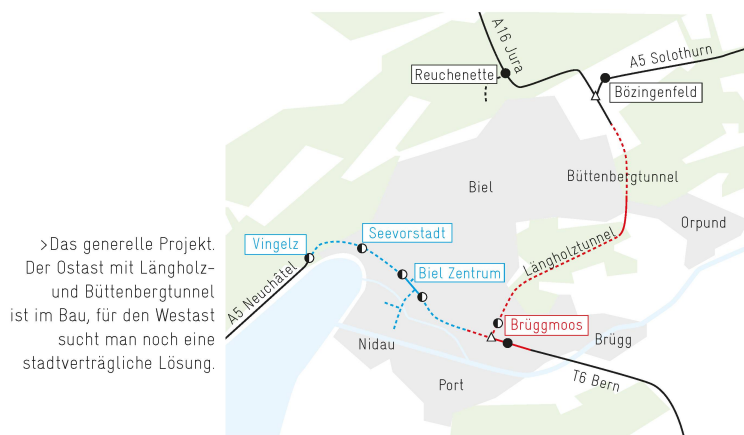 >Das generelle Projekt.
Der Ostast mit Längholz-
und Büttenbergtunnel
ist im Bau, für den Westast
sucht man noch eine
stadtverträgliche Lösung.
A16 Jura
A5 Solothurn
Reuchenette
Bözingenfeld
Biel
Büttenbergtunnel
Orpund
Seevorstadt
Vingelz
Längholztunnel
Biel Zentrum
A5 Neuchâtel
Brüggmoos
Nidau
Brügg
Port
T6 Bern